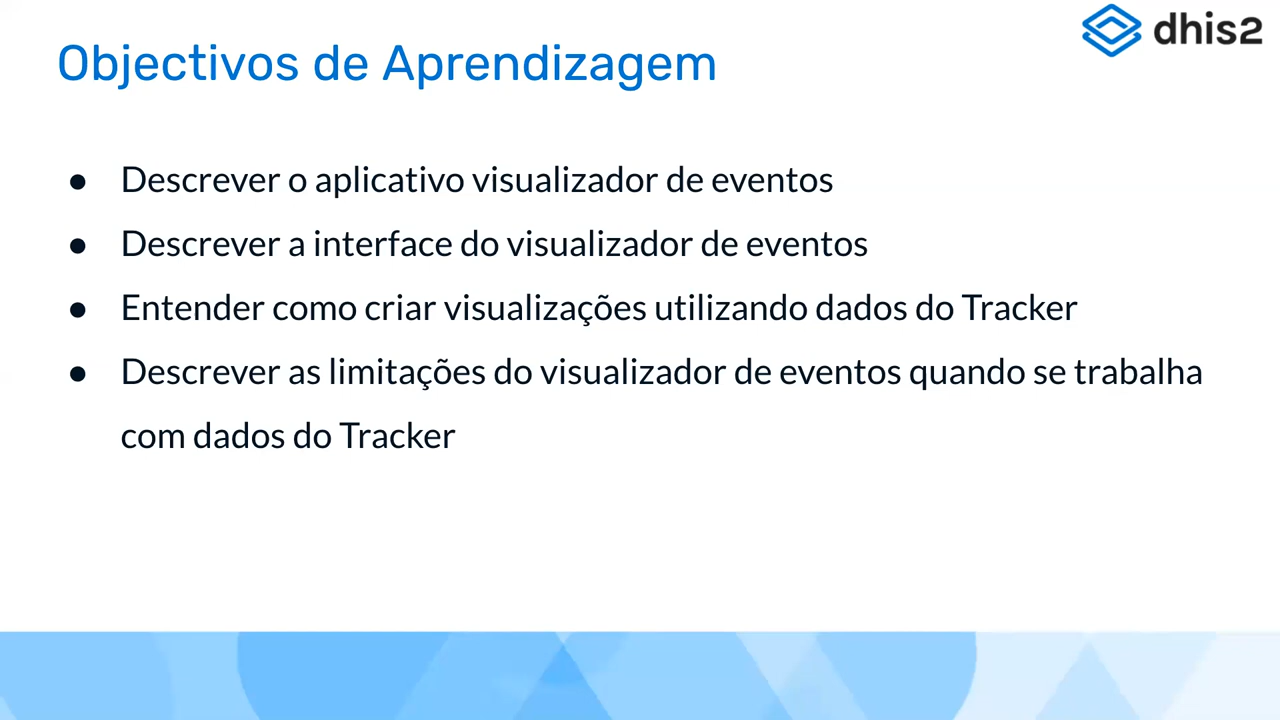 dhis2
Objectivos de Aprendizagem
● Descrever o aplicativo visualizador de eventos
● Descrever a interface do visualizador de eventos
● Entender como criar visualizações utilizando dados do Tracker
● Descrever as limitações do visualizador de eventos quando se trabalha
com dados do Tracker